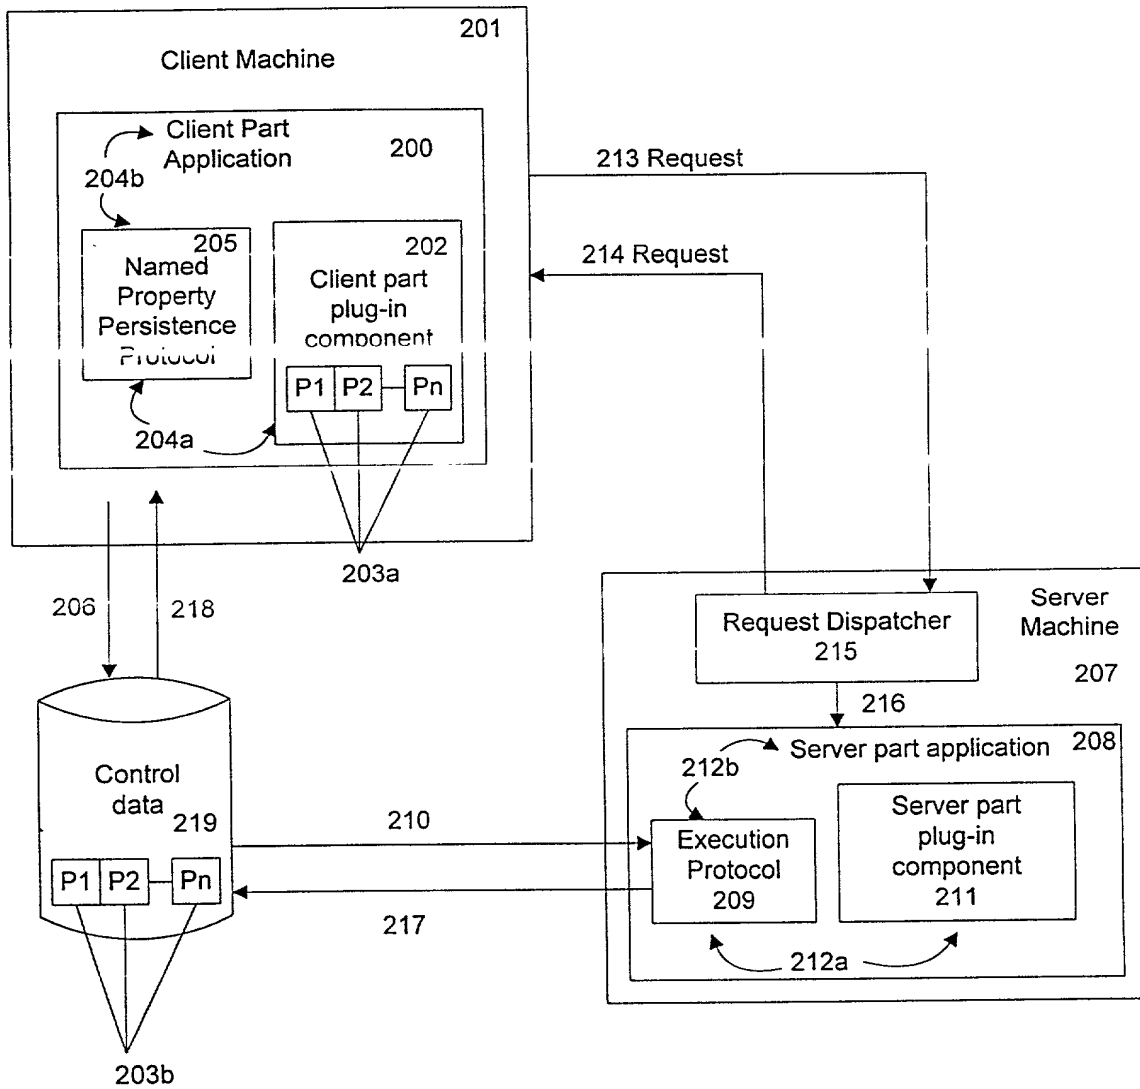 201
Client Machine
Client Part
Application
200
204b
213 Request
205
Named
Property
Persistence
Protocol
202
Client part
plug-in
component
214 Request
P1
P2
Pn
204a
203a
206
218
Request Dispatcher
215
Server
Machine
207
216
Control
data
219
Server part application
208
212b
210
Execution
Protocol
209
Server part
plug-in
component
211
P1
P2
Pn
217
212a
203b